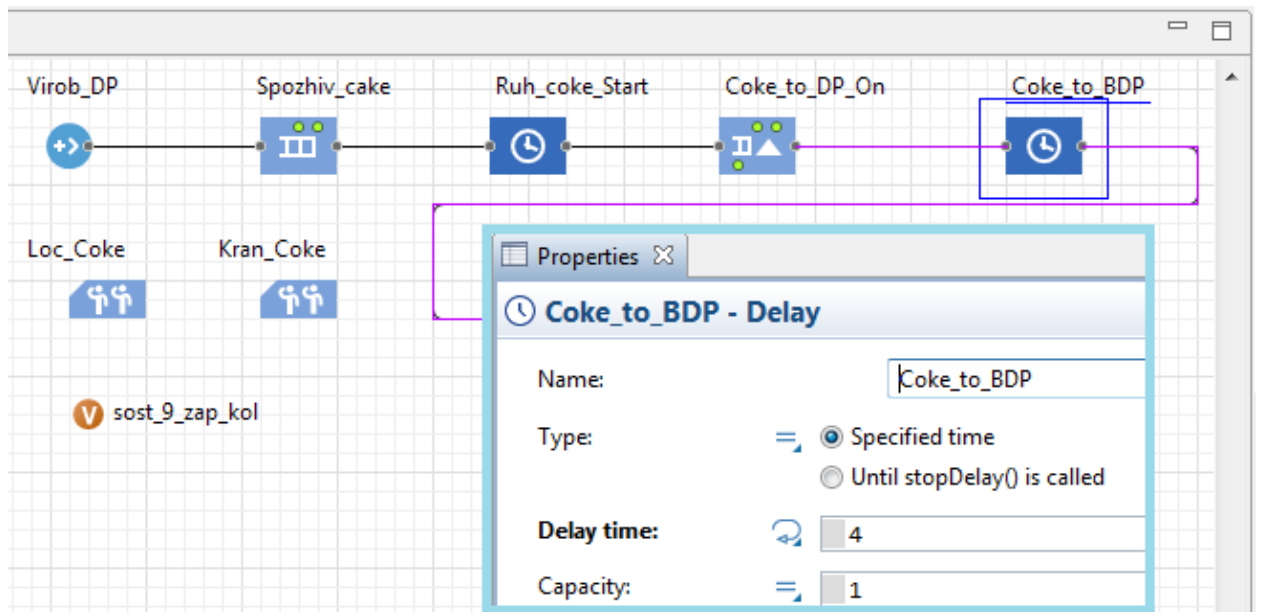 Virob_DP Spozhiv_cake Ruh_coke_Start Coke_to_DP_On Coke_to_BDP
Loc_Coke Kran_Coke
V sost_9_zap_kol
Properties
Coke_to_BDP - Delay
Name: Coke_to_BDP
Type: Specified time
Until stopDelay() is called
Delay time: 4
Capacity: 1